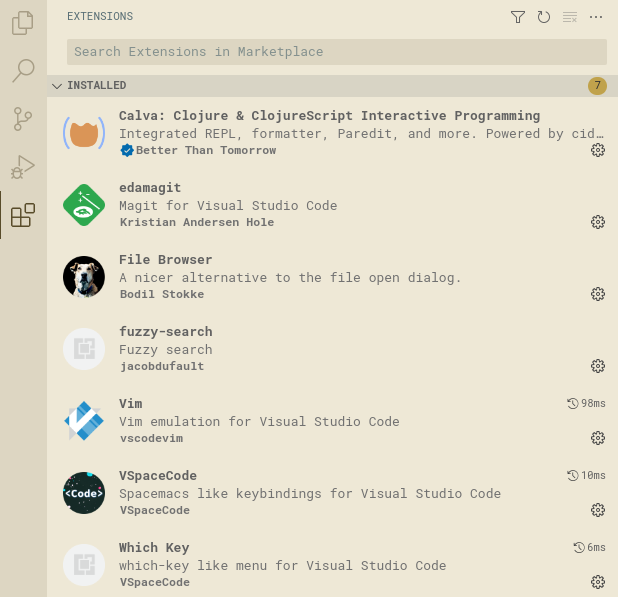 EXTENSIONS
Search Extensions in Marketplace
INSTALLED 7
Calva: Clojure & ClojureScript Interactive Programming
Integrated REPL, formatter, Paredit, and more. Powered by cid…
Better Than Tomorrow
edamagit
Magit for Visual Studio Code
Kristian Andersen Hole
File Browser
A nicer alternative to the file open dialog.
Bodil Stokke
fuzzy-search
Fuzzy search
jacobdufault
Vim 98ms
Vim emulation for Visual Studio Code
vscodevim
<Code>
VSpaceCode 10ms
Spacemacs like keybindings for Visual Studio Code
VSpaceCode
Which Key 6ms
which-key like menu for Visual Studio Code
VSpaceCode